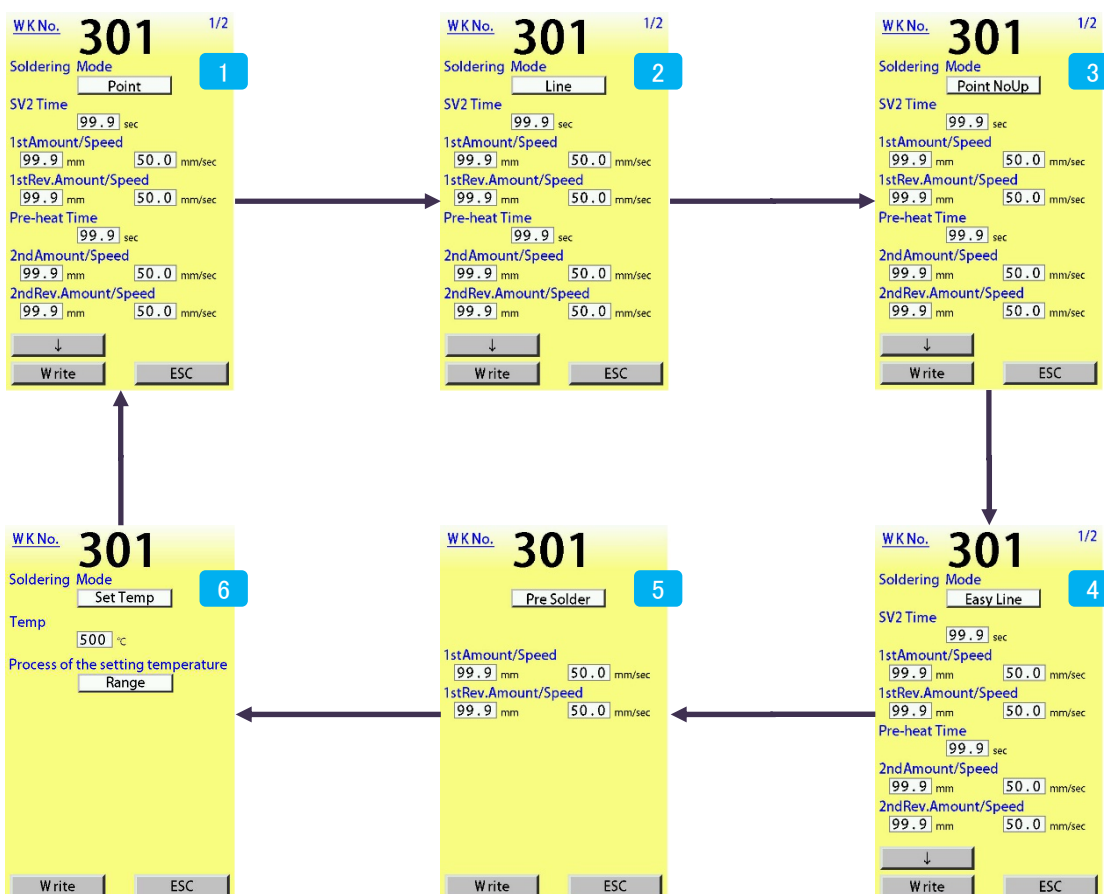 WKNo. 301 1/2
1
Soldering Mode
Point
SV2 Time
99.9 sec
1stAmount/Speed
99.9 mm 50.0 mm/sec
1stRev.Amount/Speed
99.9 mm 50.0 mm/sec
Pre-heat Time
99.9 sec
2ndAmount/Speed
99.9 mm 50.0 mm/sec
2ndRev.Amount/Speed
99.9 mm 50.0 mm/sec
↓
Write ESC
WKNo. 301 1/2
2
Soldering Mode
Line
SV2 Time
99.9 sec
1stAmount/Speed
99.9 mm 50.0 mm/sec
1stRev.Amount/Speed
99.9 mm 50.0 mm/sec
Pre-heat Time
99.9 sec
2ndAmount/Speed
99.9 mm 50.0 mm/sec
2ndRev.Amount/Speed
99.9 mm 50.0 mm/sec
↓
Write ESC
WKNo. 301 1/2
3
Soldering Mode
Point NoUp
SV2 Time
99.9 sec
1stAmount/Speed
99.9 mm 50.0 mm/sec
1stRev.Amount/Speed
99.9 mm 50.0 mm/sec
Pre-heat Time
99.9 sec
2ndAmount/Speed
99.9 mm 50.0 mm/sec
2ndRev.Amount/Speed
99.9 mm 50.0 mm/sec
↓
Write ESC
WKNo. 301 1/2
4
Soldering Mode
Easy Line
SV2 Time
99.9 sec
1stAmount/Speed
99.9 mm 50.0 mm/sec
1stRev.Amount/Speed
99.9 mm 50.0 mm/sec
Pre-heat Time
99.9 sec
2ndAmount/Speed
99.9 mm 50.0 mm/sec
2ndRev.Amount/Speed
99.9 mm 50.0 mm/sec
↓
Write ESC
WKNo. 301
5
Pre Solder
1stAmount/Speed
99.9 mm 50.0 mm/sec
1stRev.Amount/Speed
99.9 mm 50.0 mm/sec
Write ESC
WKNo. 301
6
Soldering Mode
Set Temp
Temp
500 ℃
Process of the setting temperature
Range
Write ESC